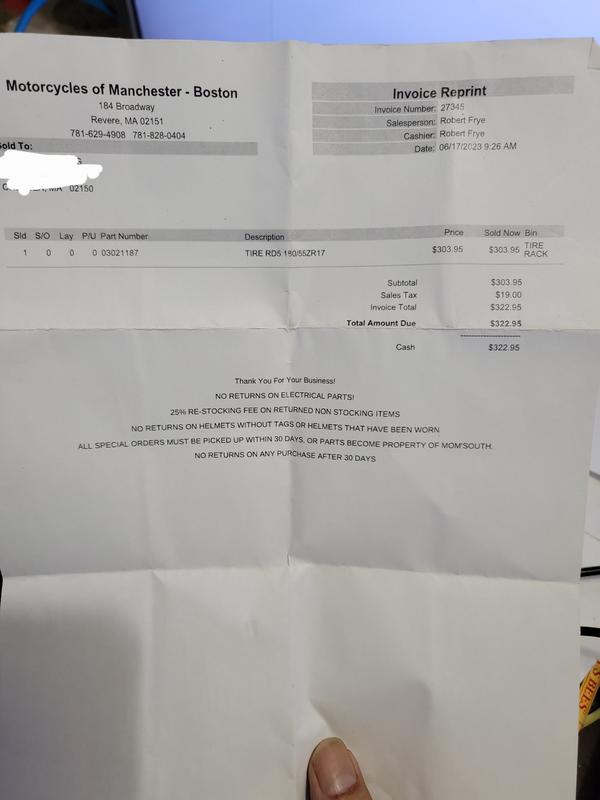 Motorcycles of Manchester - Boston
184 Broadway
Revere, MA 02151
781-629-4908 781-828-0404
Sold To:
MA 02150
Invoice Reprint
Invoice Number: 27345
Salesperson: Robert Frye
Cashier: Robert Frye
Date: 06/17/2023 9:26 AM
Sld S/O Lay P/U Part Number Description Price Sold Now Bin
1 0 0 0 03021187 TIRE RD5 180/55ZR17 $303.95 $303.95 TIRE RACK
Subtotal $303.95
Sales Tax $19.00
Invoice Total $322.95
Total Amount Due $322.95
Cash $322.95
Thank You For Your Business!
NO RETURNS ON ELECTRICAL PARTS!
25% RE-STOCKING FEE ON RETURNED NON STOCKING ITEMS
NO RETURNS ON HELMETS WITHOUT TAGS OR HELMETS THAT HAVE BEEN WORN
ALL SPECIAL ORDERS MUST BE PICKED UP WITHIN 30 DAYS, OR PARTS BECOME PROPERTY OF MOM'SOUTH.
NO RETURNS ON ANY PURCHASE AFTER 30 DAYS